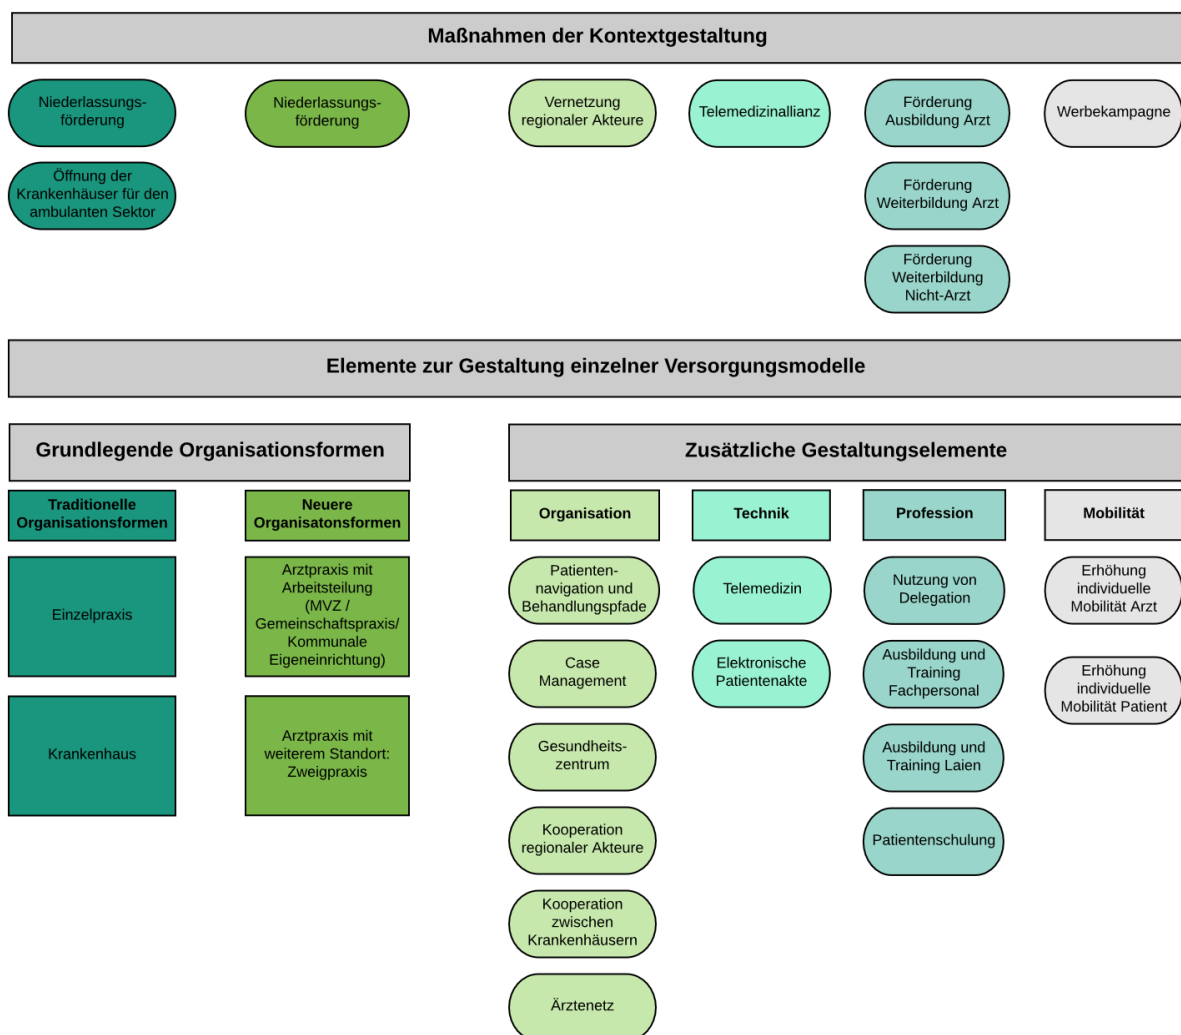 Maßnahmen der Kontextgestaltung
Niederlassungs-
förderung
Niederlassungs-
förderung
Vernetzung
regionaler Akteure
Telemedizinallianz
Förderung
Ausbildung Arzt
Werbekampagne
Öffnung der
Krankenhäuser für den
ambulanten Sektor
Förderung
Weiterbildung Arzt
Förderung
Weiterbildung
Nicht-Arzt
Elemente zur Gestaltung einzelner Versorgungsmodelle
Grundlegende Organisationsformen
Zusätzliche Gestaltungselemente
Traditionelle
Organisationsformen
Neuere
Organisatonsformen
Organisation
Technik
Profession
Mobilität
Einzelpraxis
Arztpraxis mit
Arbeitsteilung
(MVZ /
Gemeinschaftspraxis/
Kommunale
Eigeneinrichtung)
Patienten-
navigation und
Behandlungspfade
Telemedizin
Nutzung von
Delegation
Erhöhung
individuelle
Mobilität Arzt
Case
Management
Elektronische
Patientenakte
Ausbildung und
Training
Fachpersonal
Erhöhung
individuelle
Mobilität Patient
Krankenhaus
Arztpraxis mit
weiterem Standort:
Zweigpraxis
Gesundheits-
zentrum
Ausbildung und
Training Laien
Kooperation
regionaler Akteure
Patientenschulung
Kooperation
zwischen
Krankenhäusern
Ärztenetz